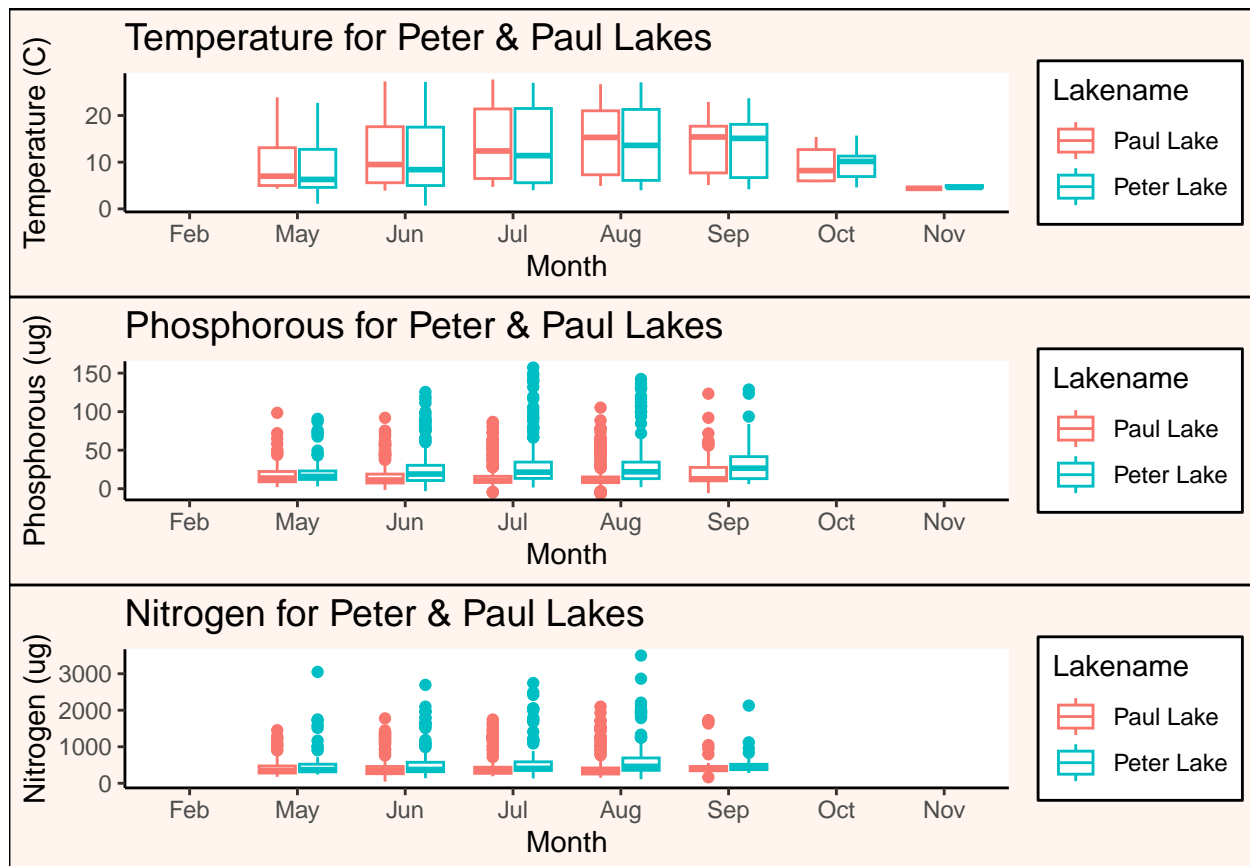 Temperature for Peter & Paul Lakes
Temperature (C)
20
10
0
Feb May Jun Jul Aug Sep Oct Nov
Month
Lakename
Paul Lake
Peter Lake
Phosphorous for Peter & Paul Lakes
Phosphorous (ug)
150
100
50
0
Feb May Jun Jul Aug Sep Oct Nov
Month
Lakename
Paul Lake
Peter Lake
Nitrogen for Peter & Paul Lakes
Nitrogen (ug)
3000
2000
1000
0
Feb May Jun Jul Aug Sep Oct Nov
Month
Lakename
Paul Lake
Peter Lake